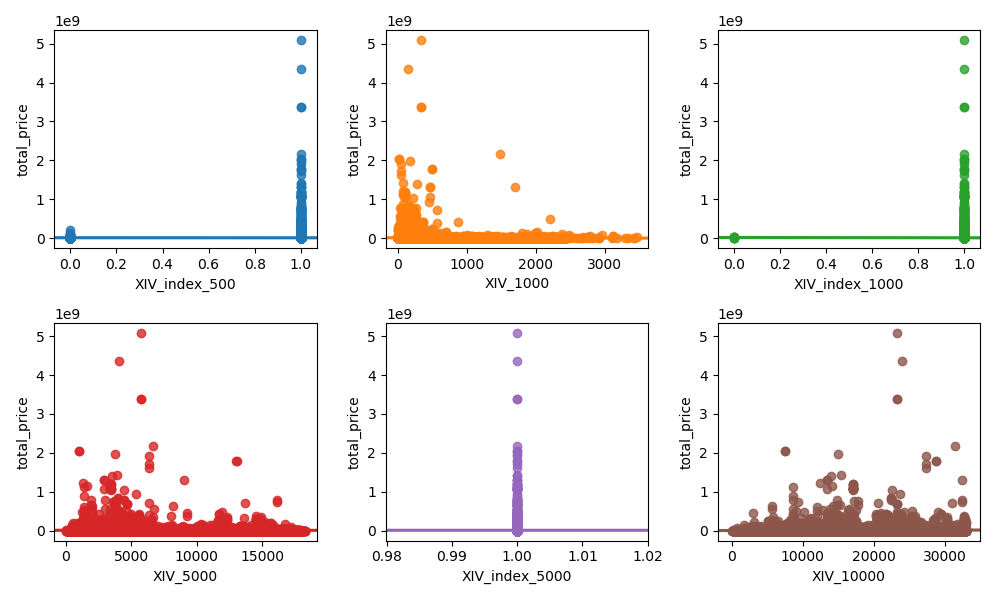 1e9 1e9 1e9
5 5 5
4 4 4
3 3 3
2 2 2
1 1 1
0 0 0
total_price total_price total_price
0.0 0.2 0.4 0.6 0.8 1.0 0 1000 2000 3000 0.0 0.2 0.4 0.6 0.8 1.0
XIV_index_500 XIV_1000 XIV_index_1000
1e9 1e9 1e9
5 5 5
4 4 4
3 3 3
2 2 2
1 1 1
0 0 0
total_price total_price total_price
0 5000 10000 15000 0.98 0.99 1.00 1.01 1.02 0 10000 20000 30000
XIV_5000 XIV_index_5000 XIV_10000